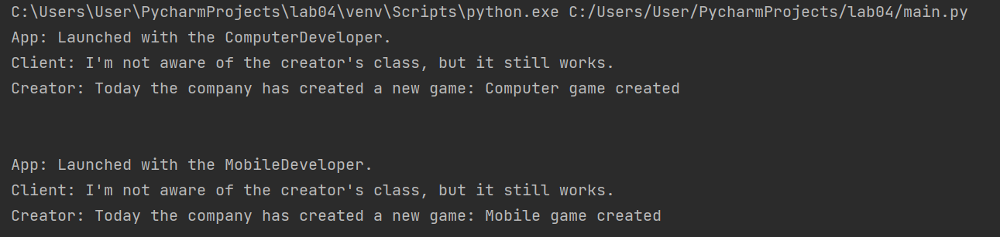 C:\Users\User\PycharmProjects\lab04\venv\Scripts\python.exe C:/Users/User/PycharmProjects/lab04/main.py
App: Launched with the ComputerDeveloper.
Client: I'm not aware of the creator's class, but it still works.
Creator: Today the company has created a new game: Computer game created
App: Launched with the MobileDeveloper.
Client: I'm not aware of the creator's class, but it still works.
Creator: Today the company has created a new game: Mobile game created